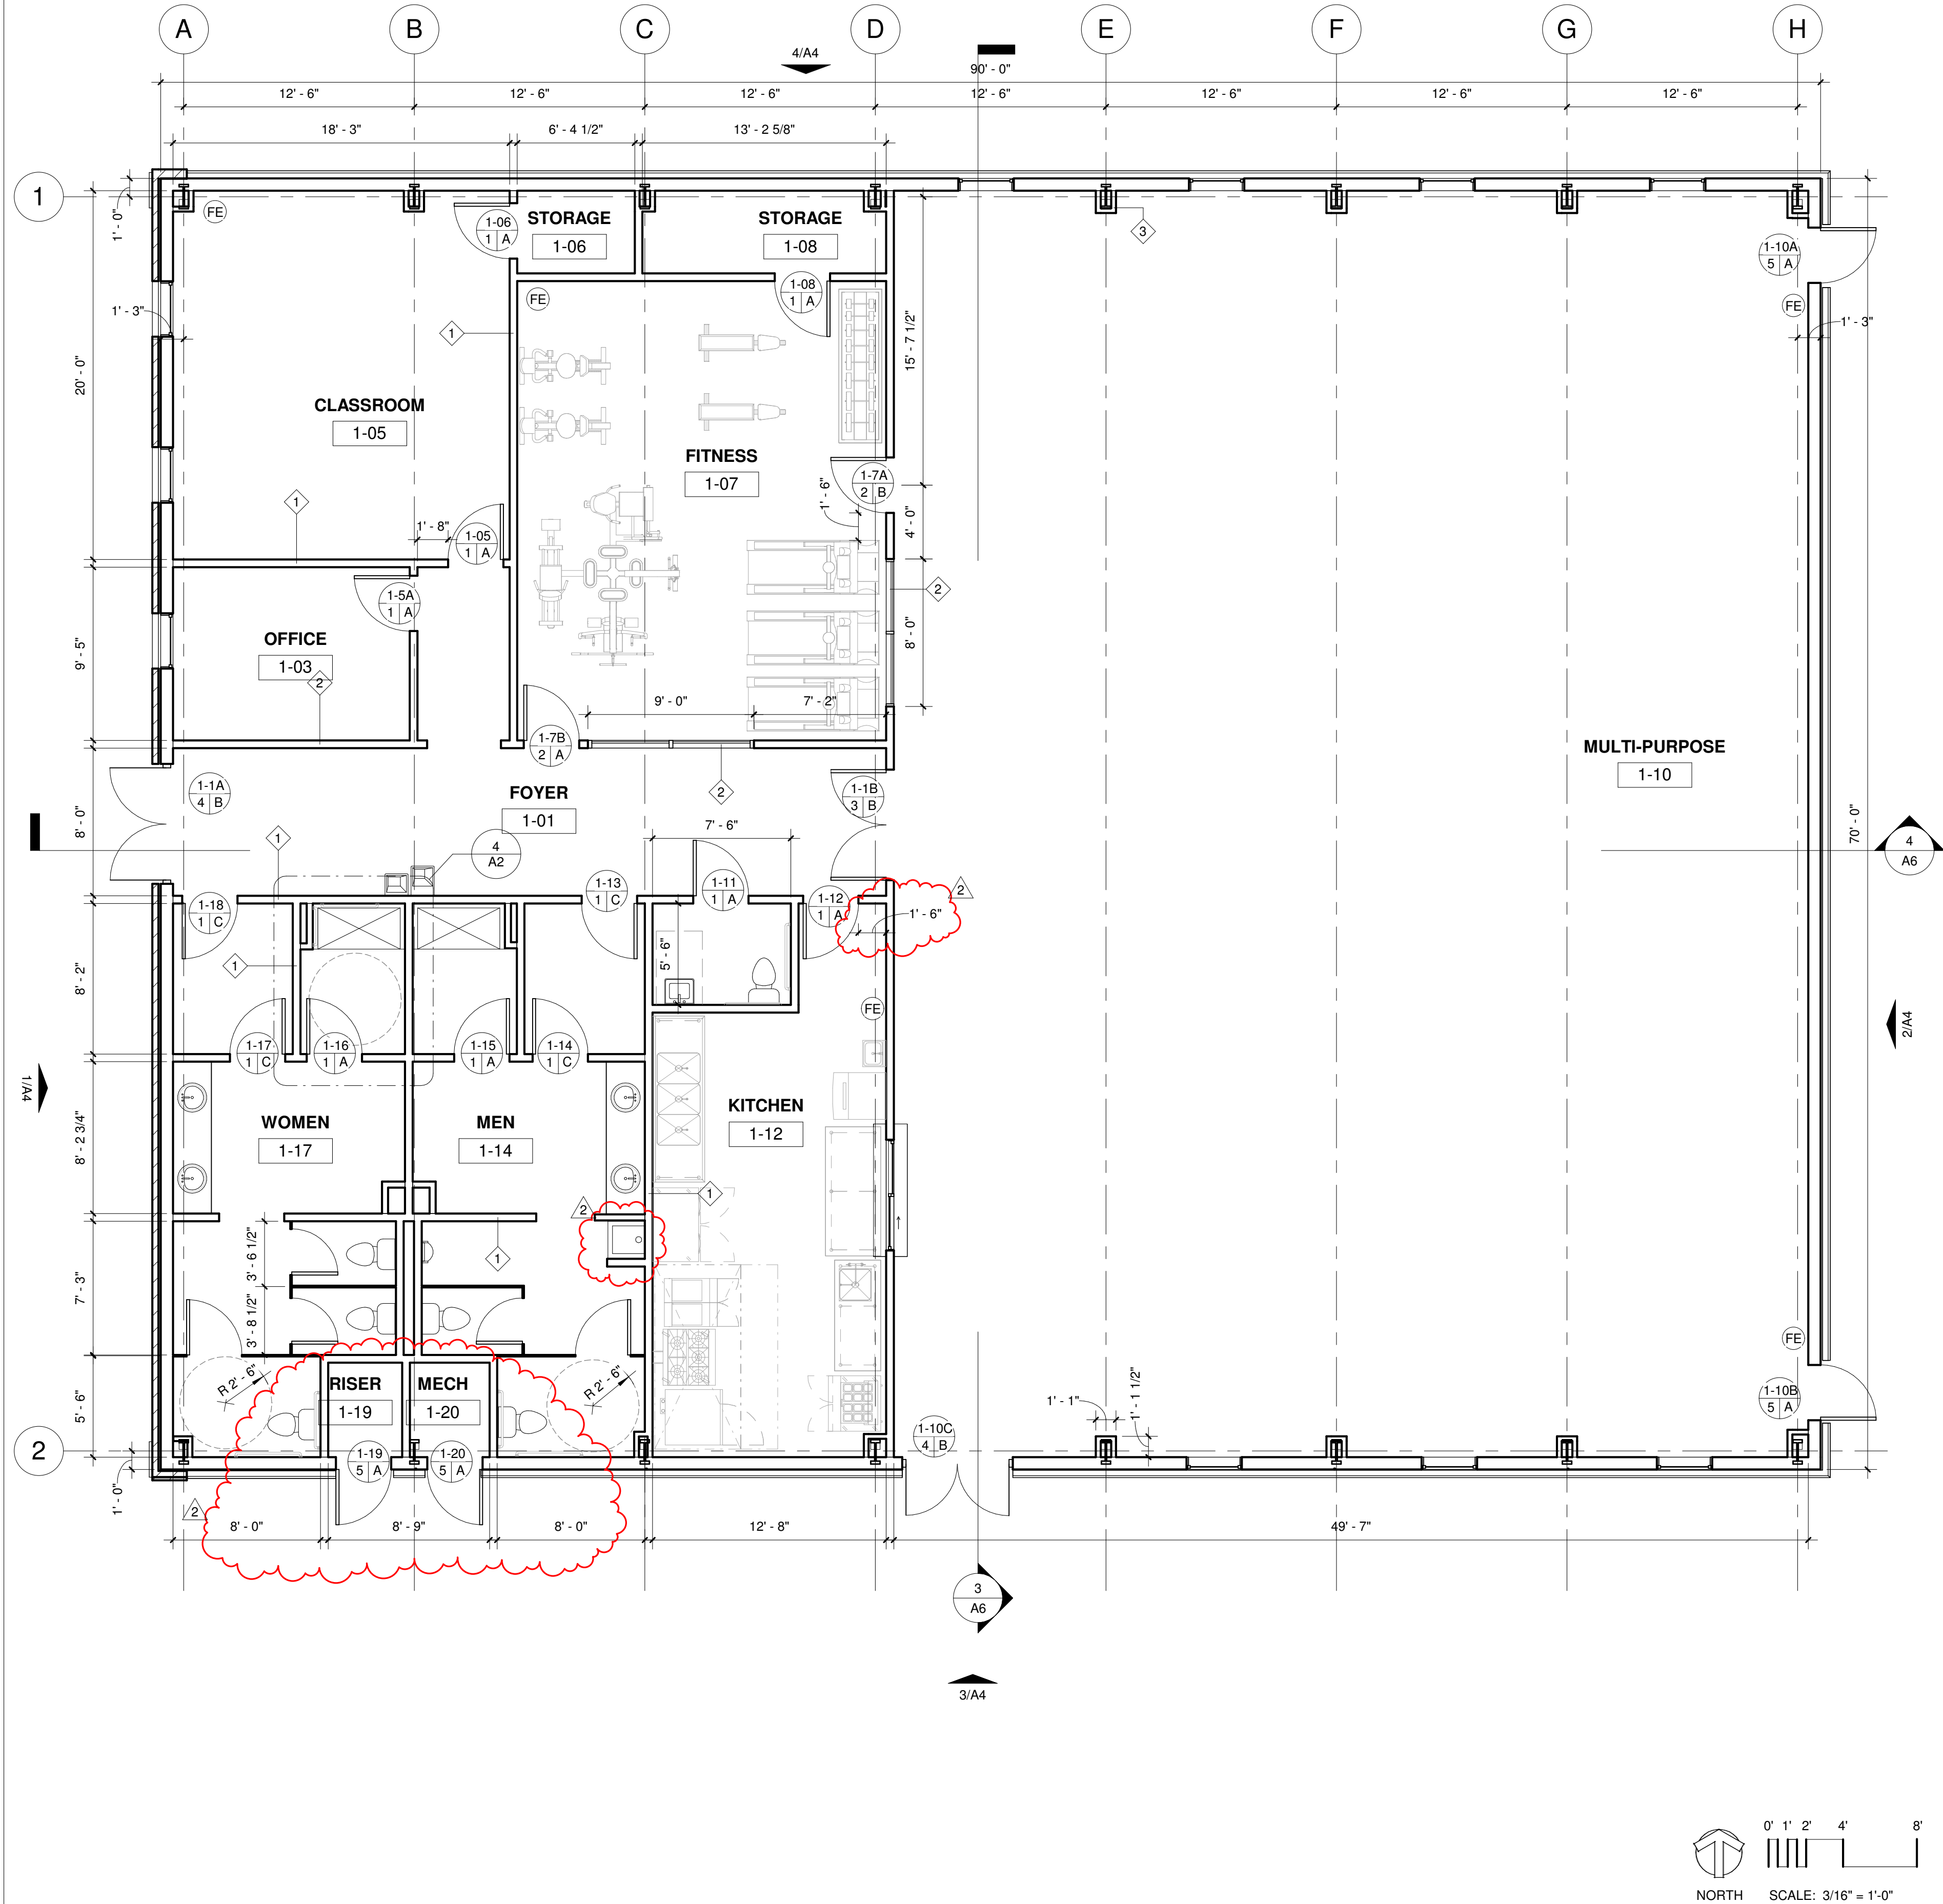 A B C D E F G H
4/A4
90' - 0"
12' - 6" 12' - 6" 12' - 6" 12' - 6" 12' - 6" 12' - 6" 12' - 6"
18' - 3" 6' - 4 1/2" 13' - 2 5/8"
1
1' - 0"
FE
1-06
1 A
STORAGE
1-06
STORAGE
1-08
3
1-10A
5 A
FE
1-08
1 A
FE
1' - 3"
1
15' - 7 1/2"
1' - 3"
20' - 0"
CLASSROOM
1-05
FITNESS
1-07
1-7A
2 B
1' - 6"
1
1' - 8"
1-05
1 A
4' - 0"
1-5A
1 A
2
8' - 0"
OFFICE
1-03
2
9' - 5"
9' - 0" 7' - 2"
1-7B
2 A
MULTI-PURPOSE
1-10
1-1A
4 B
FOYER
1-01
2
1-1B
3 B
8' - 0"
1
4
A2
7' - 6"
70' - 0"
4
A6
1-18
1 C
1-13
1 C
1-11
1 A
1-12
1 A
2
1' - 6"
8' - 2"
1
5' - 6"
FE
2/A4
1-17
1 C
1-16
1 A
1-15
1 A
1-14
1 C
1/A4
WOMEN
1-17
MEN
1-14
KITCHEN
1-12
8' - 2 3/4"
1
2
7' - 3"
3' - 6 1/2"
1
3' - 8 1/2"
FE
R 2' - 6"
RISER
1-19
MECH
1-20
R 2' - 6"
5' - 6"
1' - 1"
1' - 1 1/2"
1-10B
5 A
2
1-19
5 A
1-20
5 A
1-10C
4 B
1' - 0"
2
8' - 0" 8' - 9" 8' - 0" 12' - 8" 49' - 7"
3
A6
3/A4
0' 1' 2' 4' 8'
NORTH SCALE: 3/16" = 1'-0"